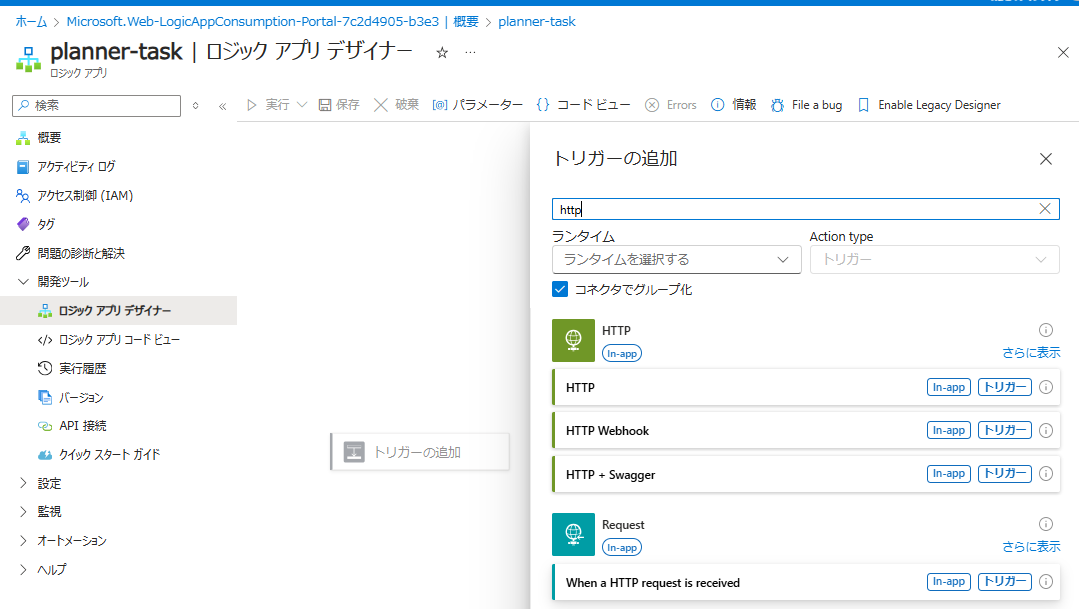 ホーム > Microsoft.Web-LogicAppConsumption-Portal-7c2d4905-b3e3 | 概要 > planner-task
planner-task | ロジック アプリ デザイナー ☆ …
ロジック アプリ
検索
実行
保存
破棄
[@] パラメーター
{} コード ビュー
Errors
情報
File a bug
Enable Legacy Designer
概要
アクティビティ ログ
アクセス制御 (IAM)
タグ
問題の診断と解決
開発ツール
ロジック アプリ デザイナー
ロジック アプリ コード ビュー
実行履歴
バージョン
API 接続
クイック スタート ガイド
設定
監視
オートメーション
ヘルプ
トリガーの追加
トリガーの追加
http
ランタイム
Action type
ランタイムを選択する
トリガー
コネクタでグループ化
HTTP
In-app
さらに表示
HTTP In-app トリガー
HTTP Webhook In-app トリガー
HTTP + Swagger In-app トリガー
Request
In-app
さらに表示
When a HTTP request is received In-app トリガー